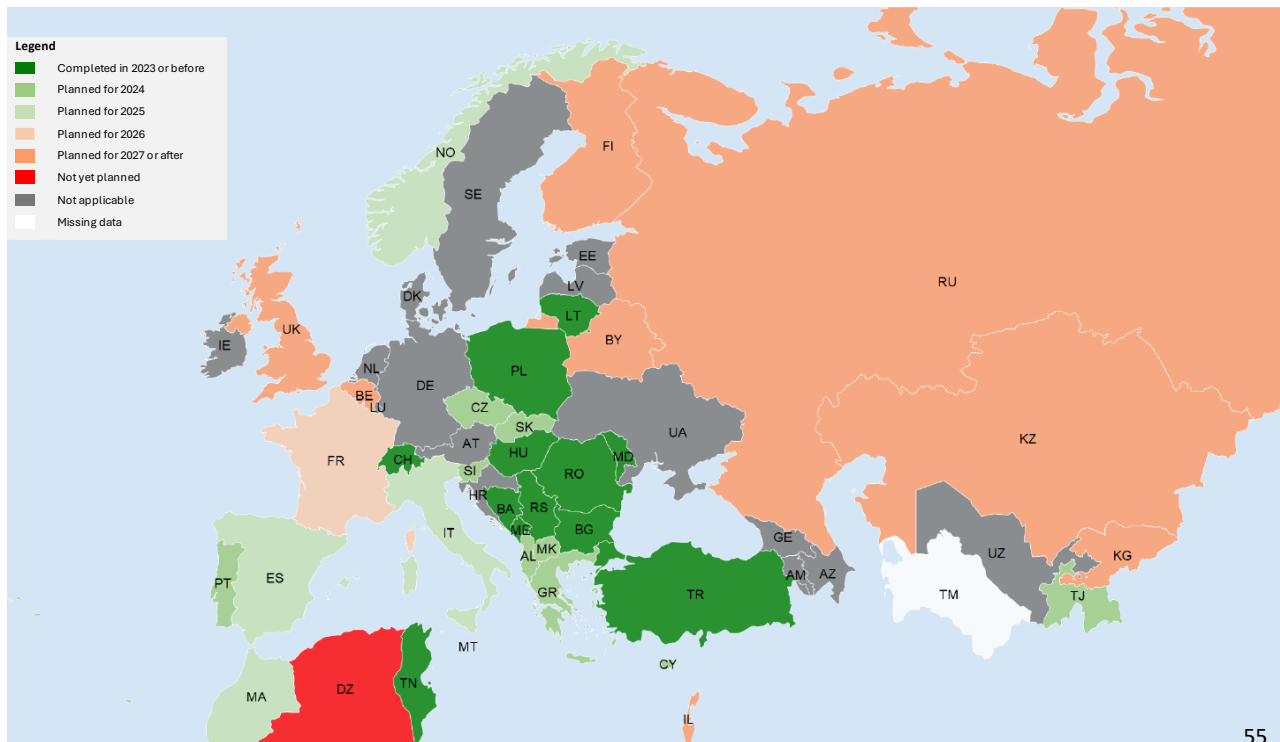 Legend
Completed in 2023 or before
Planned for 2024
Planned for 2025
Planned for 2026
Planned for 2027 or after
Not yet planned
Not applicable
Missing data
NO
FI
SE
EE
RU
LV
DK
LT
UK
BY
IE
NL
PL
DE
BE
LU
CZ
SK
UA
KZ
AT
HU
MD
FR
CH
SI
RO
HR
BA
RS
ME
BG
IT
GE
AL
MK
UZ
KG
AM
AZ
PT
ES
GR
TR
TM
TJ
MT
CY
MA
DZ
TN
IL
55